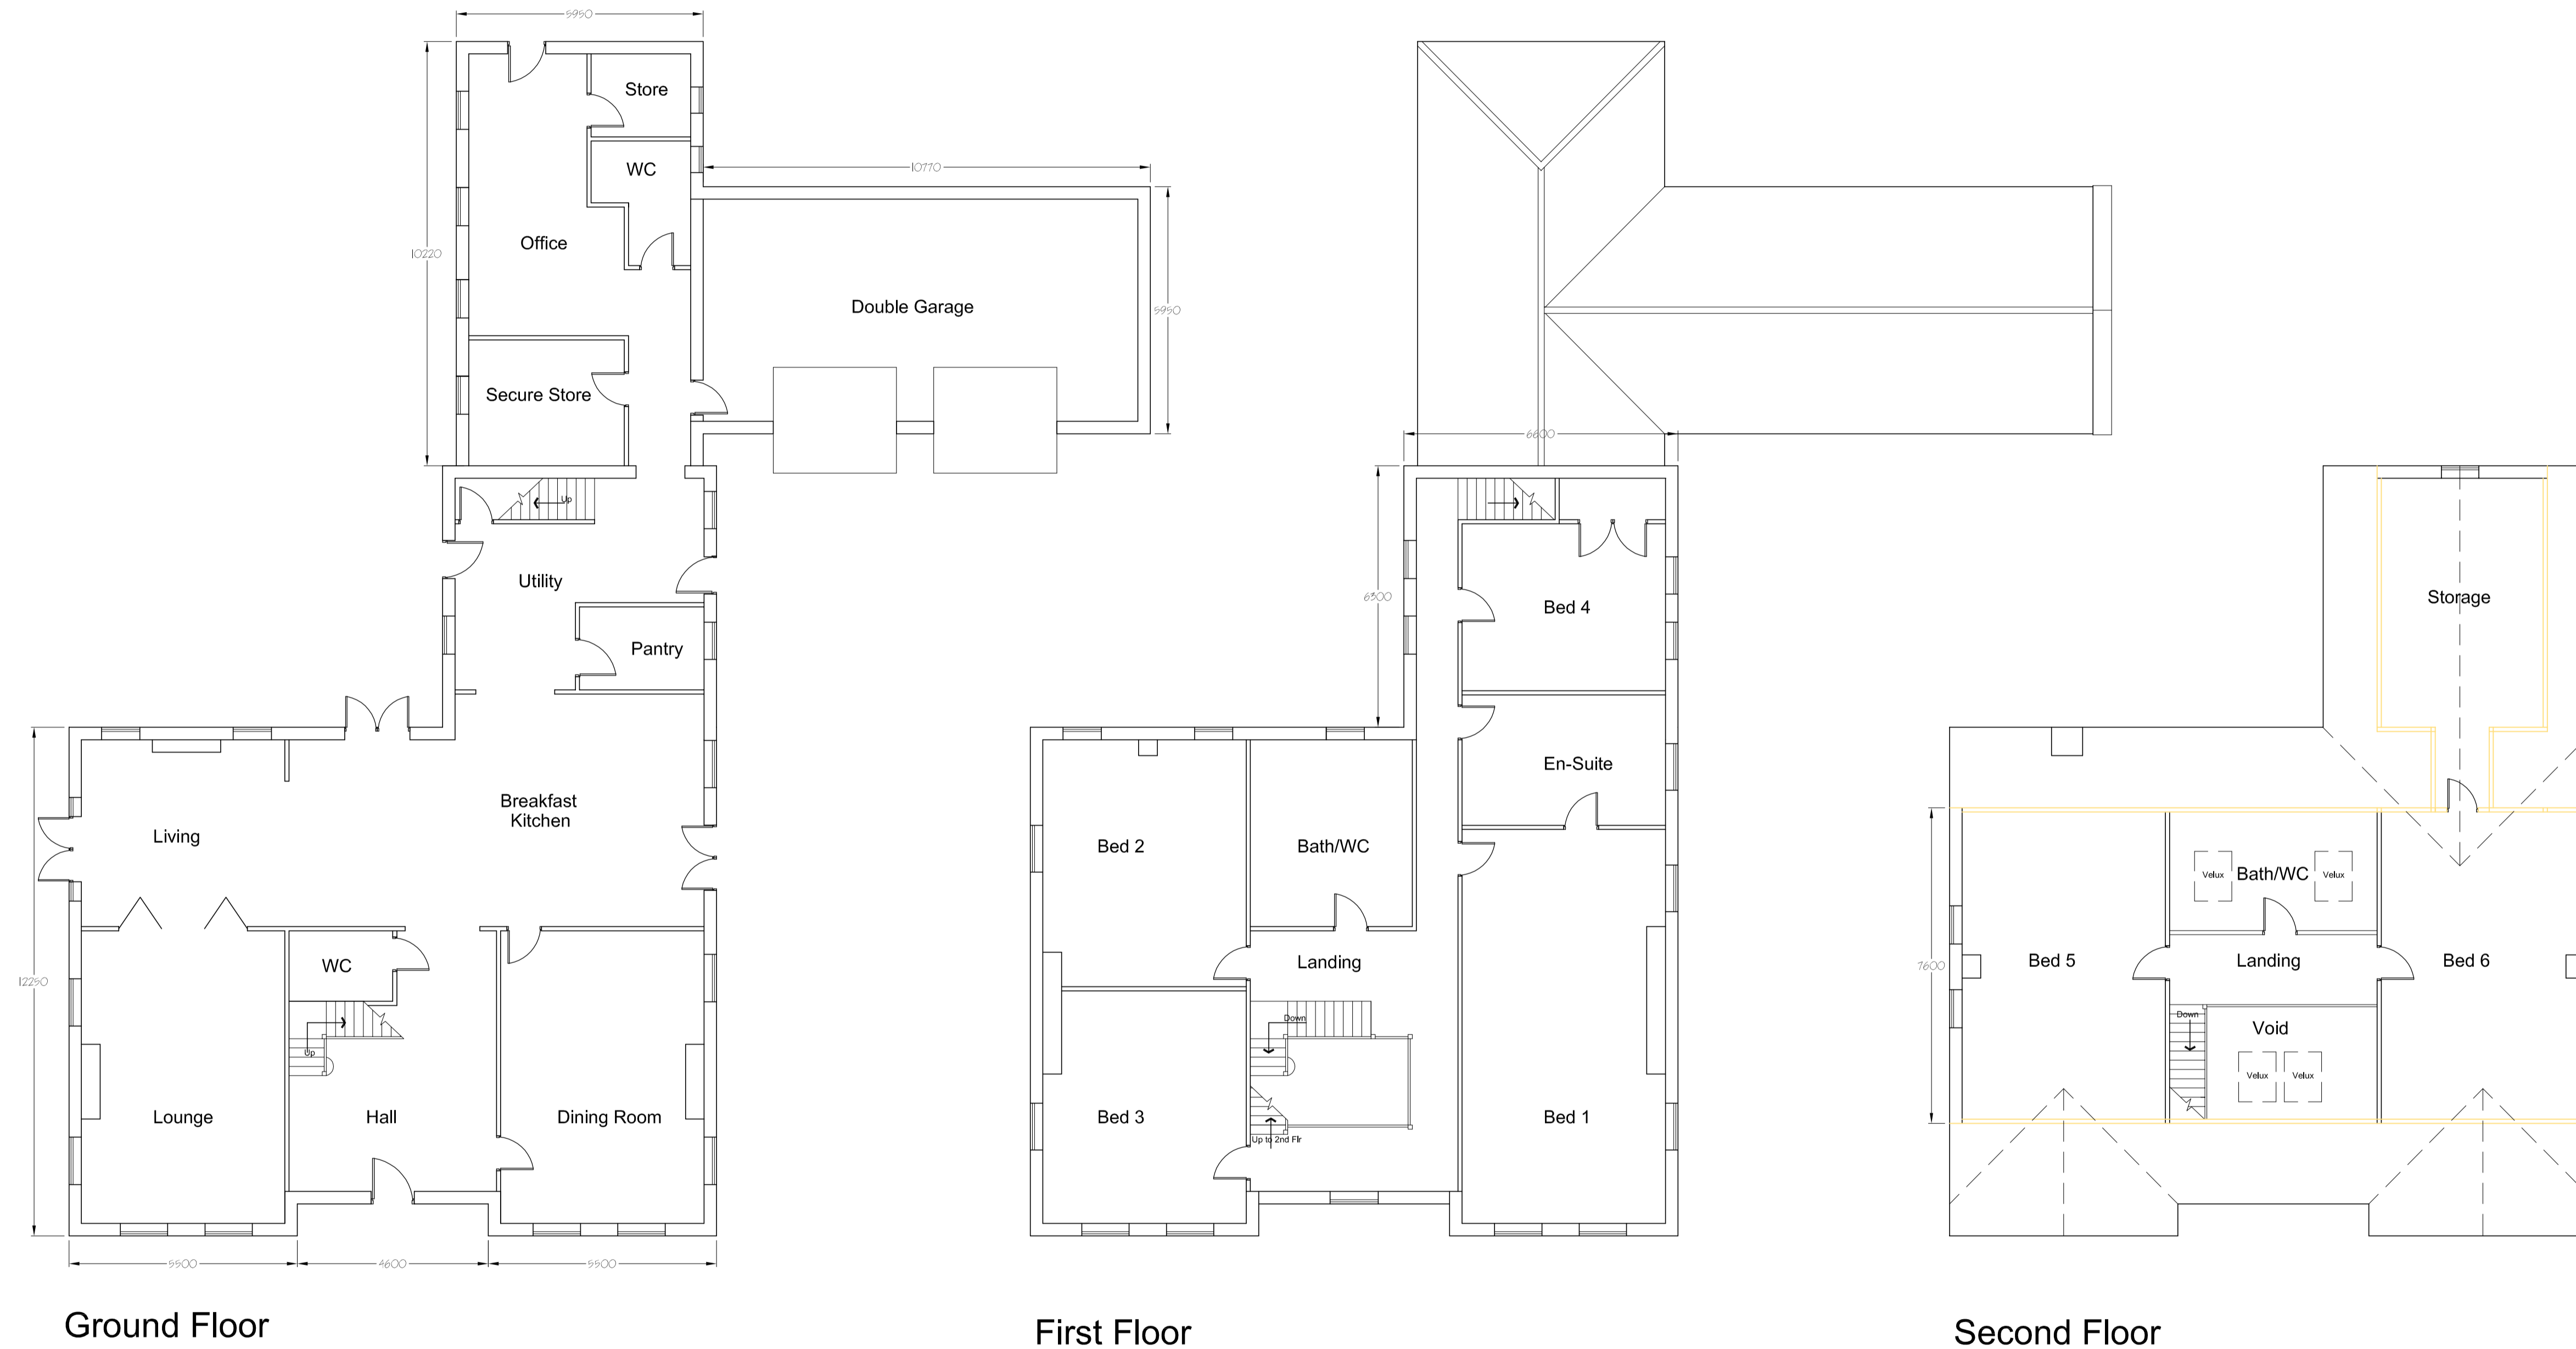 5950
Store
WC
10770
Office
10220
Double Garage
5950
Secure Store
Up
Utility
Pantry
Breakfast
Kitchen
Living
WC
Up
12250
Lounge
Hall
Dining Room
5500
4600
5500
Ground Floor
6600
6300
Bed 4
En-Suite
Bed 2
Bath/WC
Landing
Down
Bed 3
Up to 2nd Flr
Bed 1
First Floor
Storage
Velux
Bath/WC
Velux
7600
Bed 5
Landing
Bed 6
Down
Void
Velux
Velux
Second Floor